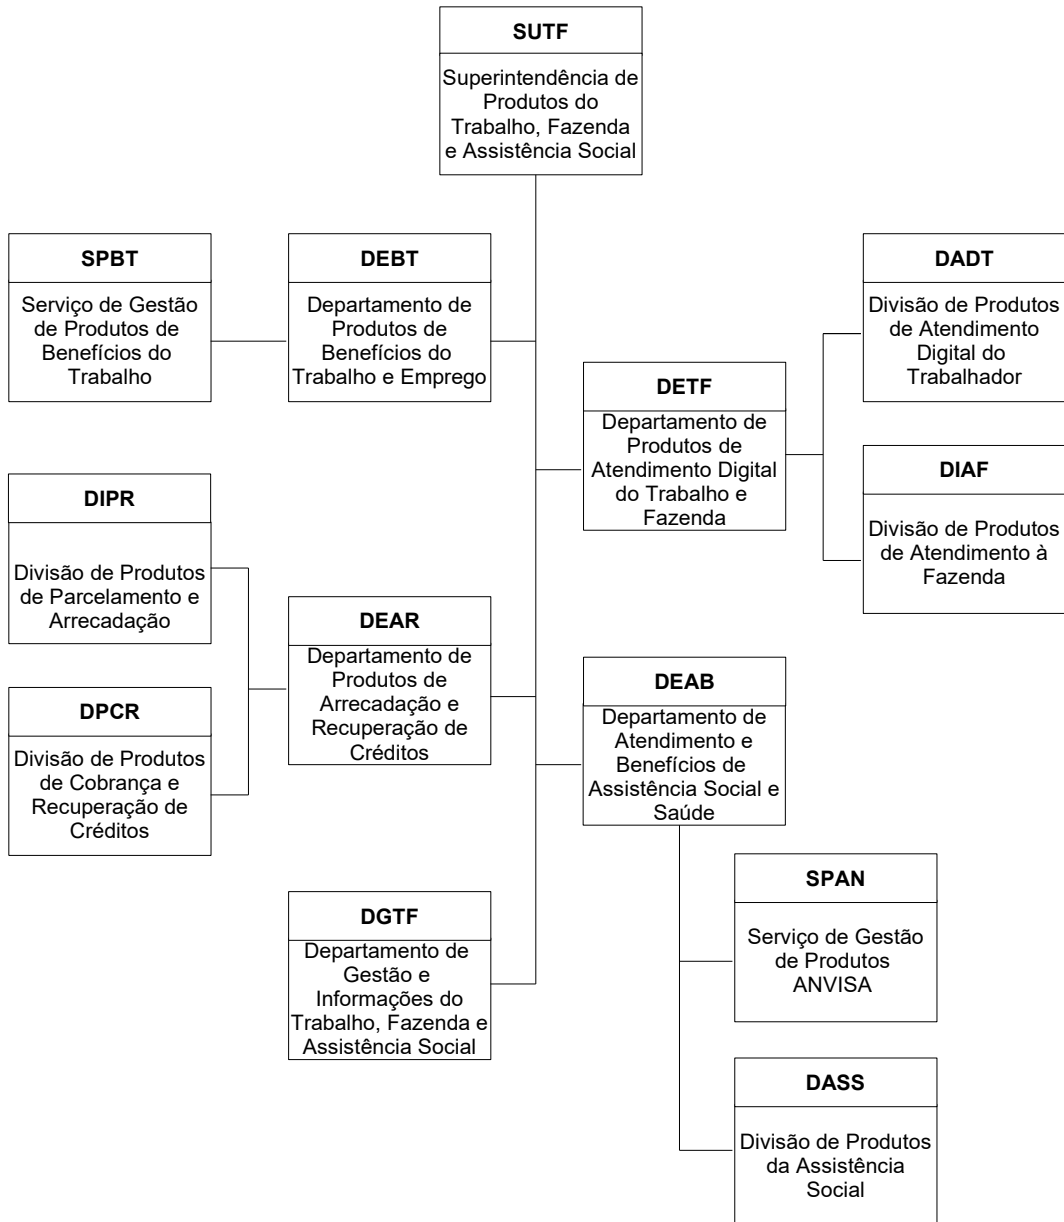 SUTF
Superintendência de
Produtos do
Trabalho, Fazenda
e Assistência Social
SPBT
Serviço de Gestão
de Produtos de
Benefícios do
Trabalho
DEBT
Departamento de
Produtos de
Benefícios do
Trabalho e Emprego
DADT
Divisão de Produtos
de Atendimento
Digital do
Trabalhador
DETF
Departamento de
Produtos de
Atendimento Digital
do Trabalho e
Fazenda
DIAF
Divisão de Produtos
de Atendimento à
Fazenda
DIPR
Divisão de Produtos
de Parcelamento e
Arrecadação
DEAR
Departamento de
Produtos de
Arrecadação e
Recuperação de
Créditos
DPCR
Divisão de Produtos
de Cobrança e
Recuperação de
Créditos
DEAB
Departamento de
Atendimento e
Benefícios de
Assistência Social e
Saúde
DGTF
Departamento de
Gestão e
Informações do
Trabalho, Fazenda e
Assistência Social
SPAN
Serviço de Gestão
de Produtos
ANVISA
DASS
Divisão de Produtos
da Assistência
Social